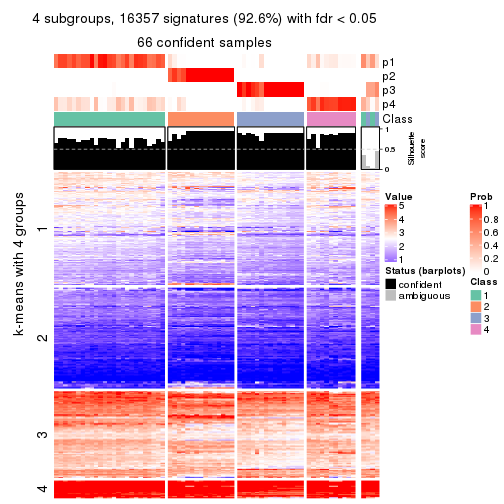 4 subgroups, 16357 signatures (92.6%) with fdr < 0.05
66 confident samples
p1
p2
p3
p4
Class
1
0.5
0
Silhouette
score
k-means with 4 groups
1
2
3
4
Value
5
4
3
2
1
Status (barplots)
confident
ambiguous
Prob
1
0.8
0.6
0.4
0.2
0
Class
1
2
3
4